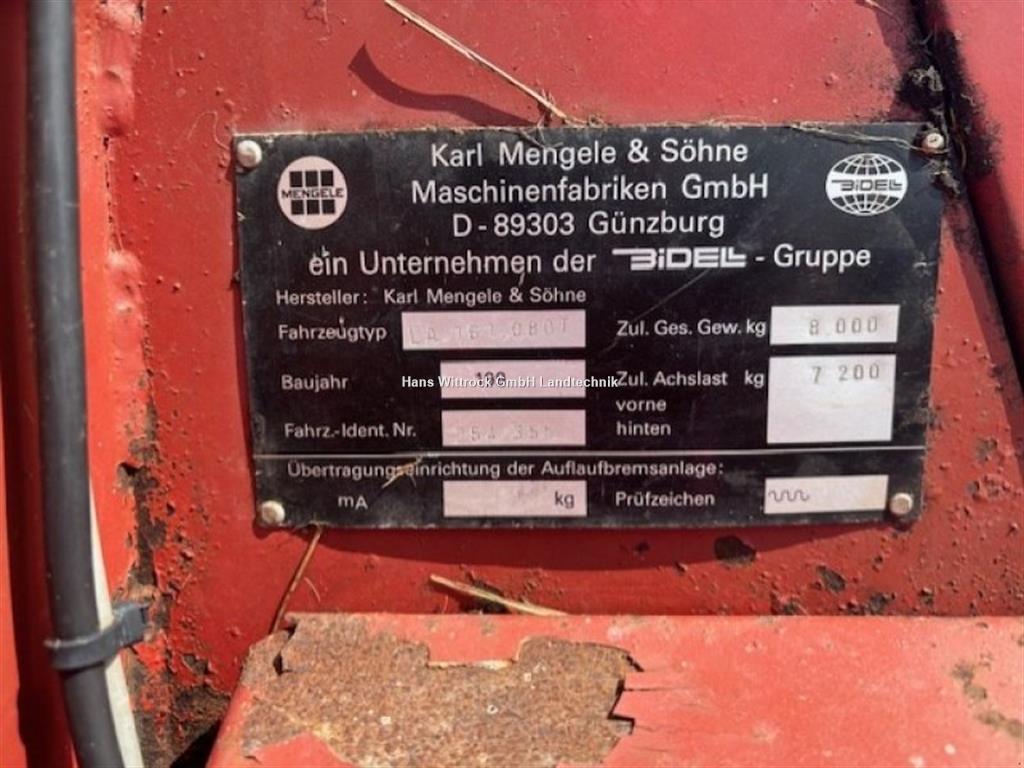 MENGELE
BIDELL
Karl Mengele & Söhne
Maschinenfabriken GmbH
D-89303 Günzburg
ein Unternehmen der BIDELL - Gruppe
Hersteller: Karl Mengele & Söhne
Fahrzeugtyp
Zul. Ges. Gew. kg 8.000
Baujahr
Hans Wittrock GmbH Landtechnik
Zul. Achslast kg 7 200
vorne
Fahrz.-Ident. Nr.
hinten
Übertragungseinrichtung der Auflaufbremsanlage:
mA kg Prüfzeichen